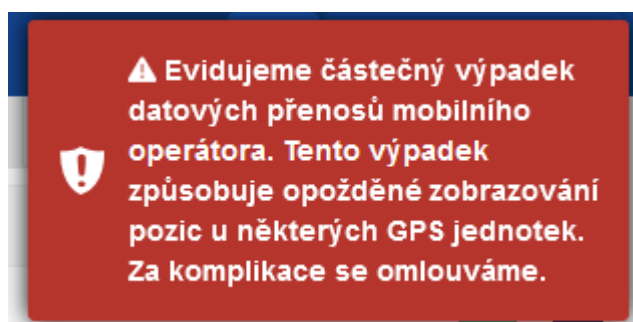 ⚠ Evidujeme částečný výpadek
datových přenosů mobilního
operátora. Tento výpadek
způsobuje opožděné zobrazování
pozic u některých GPS jednotek.
Za komplikace se omlouváme.